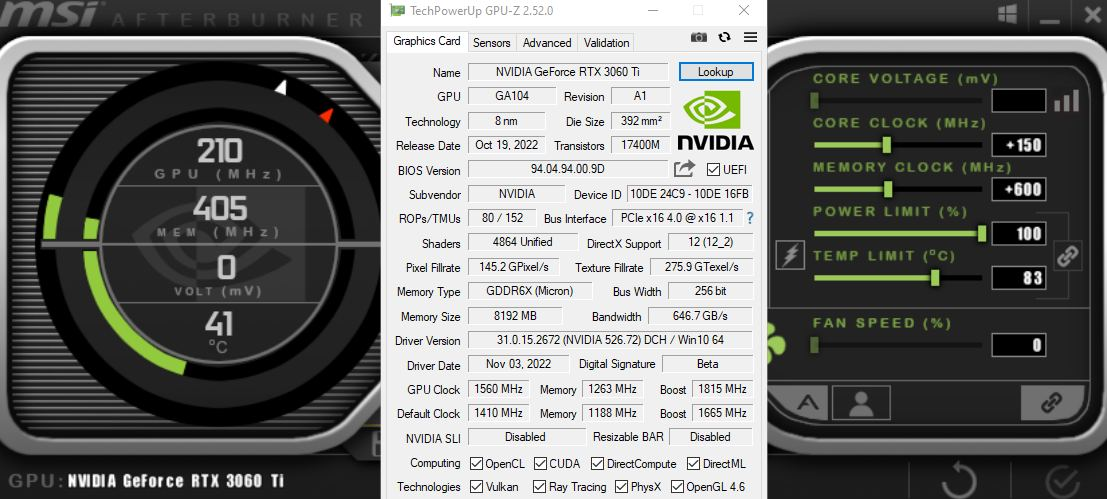 msi AFTERBURNER
210
GPU (MHz)
405
MEM (MHz)
0
VOLT (mV)
41
°C
GPU: NVIDIA GeForce RTX 3060 Ti
TechPowerUp GPU-Z 2.52.0
Graphics Card Sensors Advanced Validation
Name NVIDIA GeForce RTX 3060 Ti Lookup
GPU GA104 Revision A1
Technology 8 nm Die Size 392 mm²
Release Date Oct 19, 2022 Transistors 17400M
NVIDIA
BIOS Version 94.04.94.00.9D UEFI
Subvendor NVIDIA Device ID 10DE 24C9 - 10DE 16FB
ROPs/TMUs 80 / 152 Bus Interface PCIe x16 4.0 @ x16 1.1 ?
Shaders 4864 Unified DirectX Support 12 (12_2)
Pixel Fillrate 145.2 GPixel/s Texture Fillrate 275.9 GTexel/s
Memory Type GDDR6X (Micron) Bus Width 256 bit
Memory Size 8192 MB Bandwidth 646.7 GB/s
Driver Version 31.0.15.2672 (NVIDIA 526.72) DCH / Win10 64
Driver Date Nov 03, 2022 Digital Signature Beta
GPU Clock 1560 MHz Memory 1263 MHz Boost 1815 MHz
Default Clock 1410 MHz Memory 1188 MHz Boost 1665 MHz
NVIDIA SLI Disabled Resizable BAR Disabled
Computing OpenCL CUDA DirectCompute DirectML
Technologies Vulkan Ray Tracing PhysX OpenGL 4.6
CORE VOLTAGE (mV)
CORE CLOCK (MHz)
+150
MEMORY CLOCK (MHz)
+600
POWER LIMIT (%)
100
TEMP LIMIT (°C)
83
FAN SPEED (%)
0
A